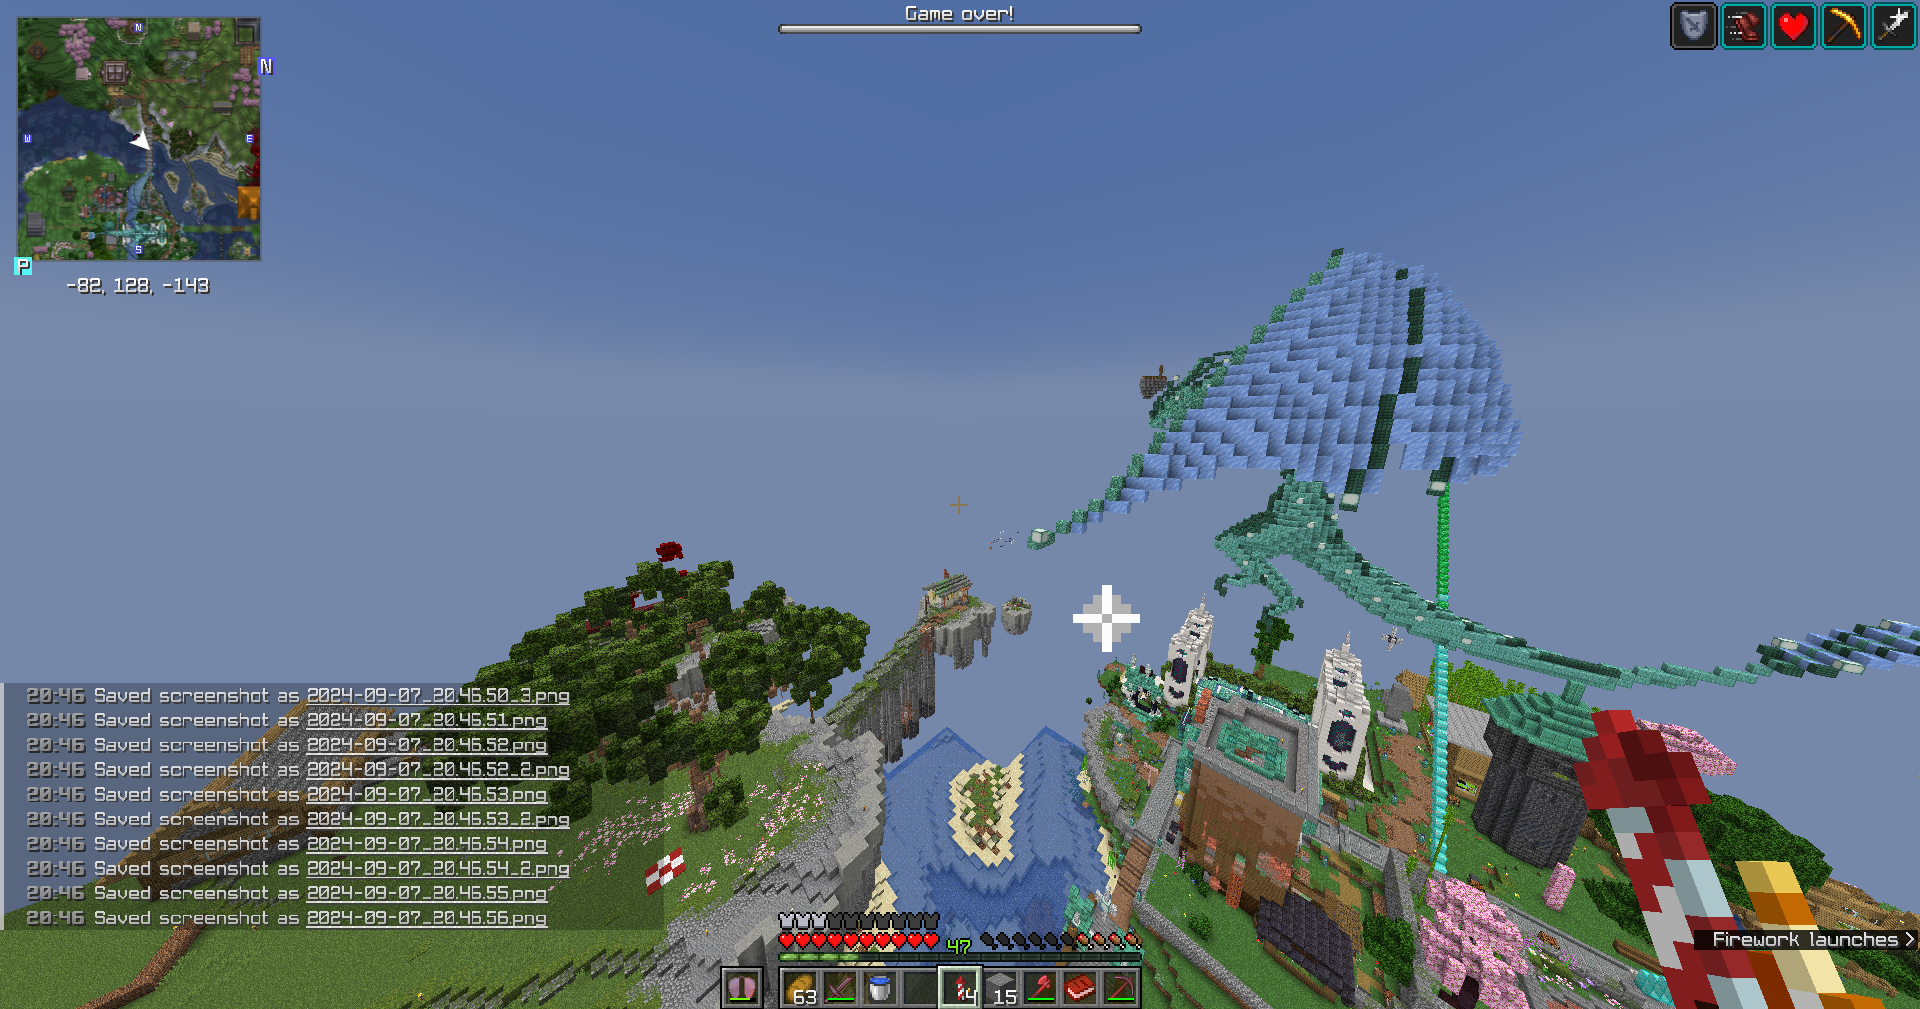 Game over!
N
N
W
E
S
P
-82, 128, -143
20:46 Saved screenshot as 2024-09-07_20.46.50_3.png
20:46 Saved screenshot as 2024-09-07_20.46.51.png
20:46 Saved screenshot as 2024-09-07_20.46.52.png
20:46 Saved screenshot as 2024-09-07_20.46.52_2.png
20:46 Saved screenshot as 2024-09-07_20.46.53.png
20:46 Saved screenshot as 2024-09-07_20.46.53_2.png
20:46 Saved screenshot as 2024-09-07_20.46.54.png
20:46 Saved screenshot as 2024-09-07_20.46.54_2.png
20:46 Saved screenshot as 2024-09-07_20.46.55.png
20:46 Saved screenshot as 2024-09-07_20.46.56.png
Firework launches >
47
63 4 15